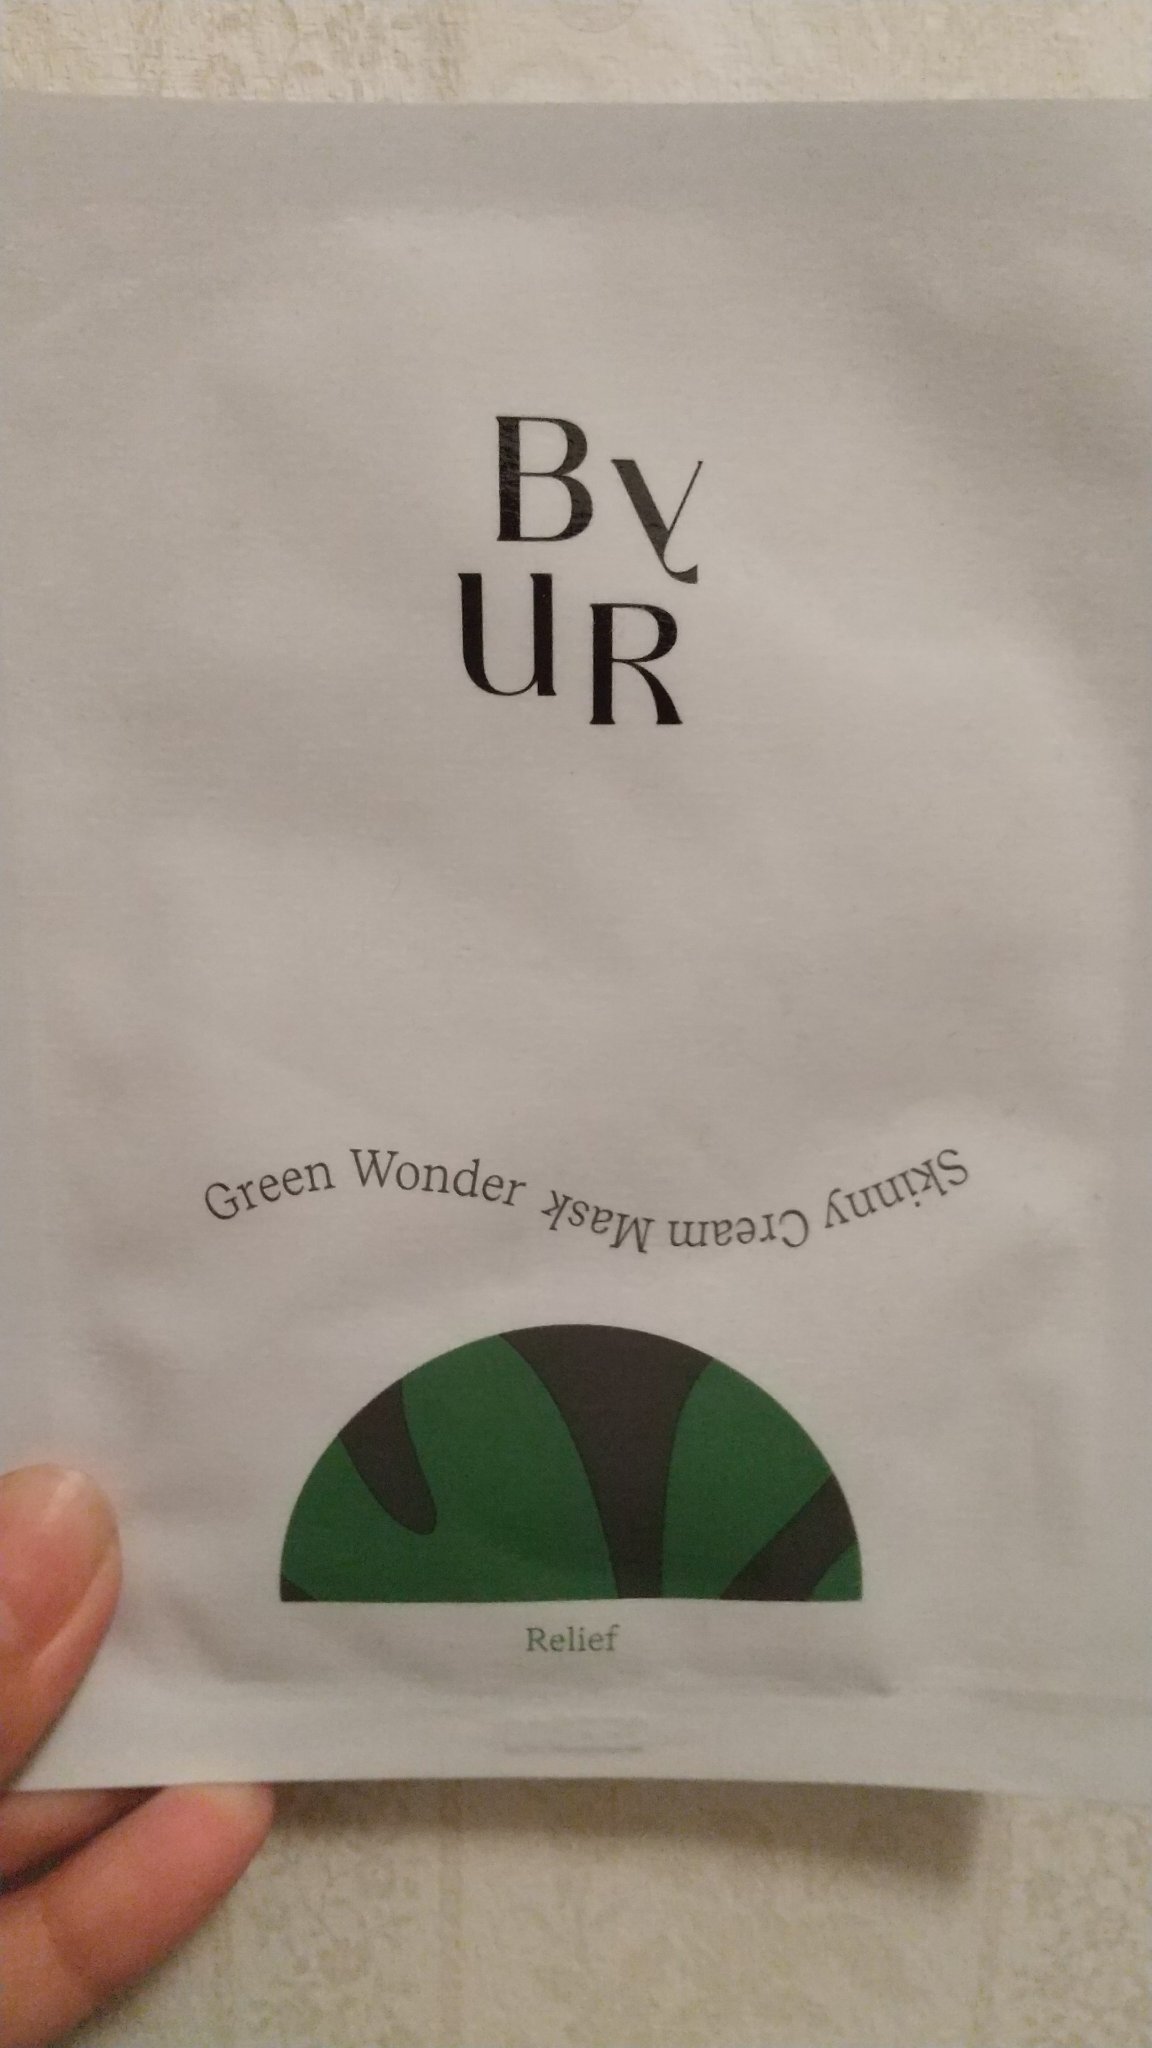 By
UR
Green Wonder
Skinny Cream Mask
Relief